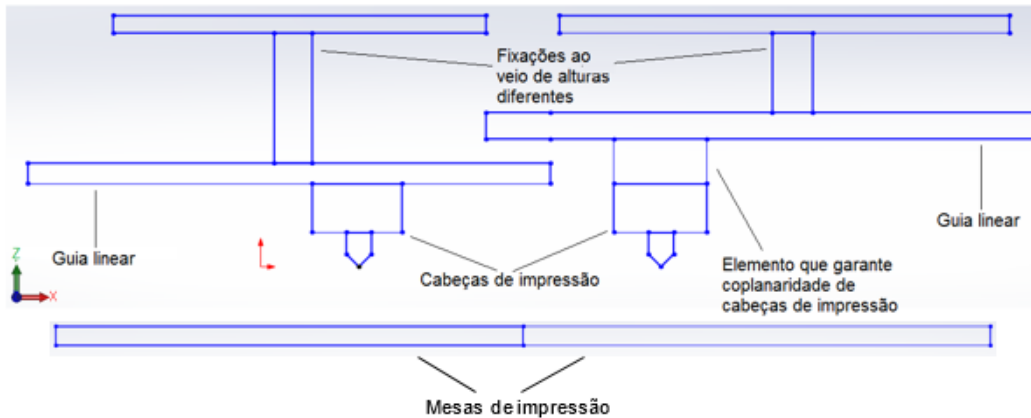 Fixações ao
veio de alturas
diferentes
Guia linear
Guia linear
Cabeças de impressão
Elemento que garante
coplanaridade de
cabeças de impressão
Z
X
Mesas de impressão